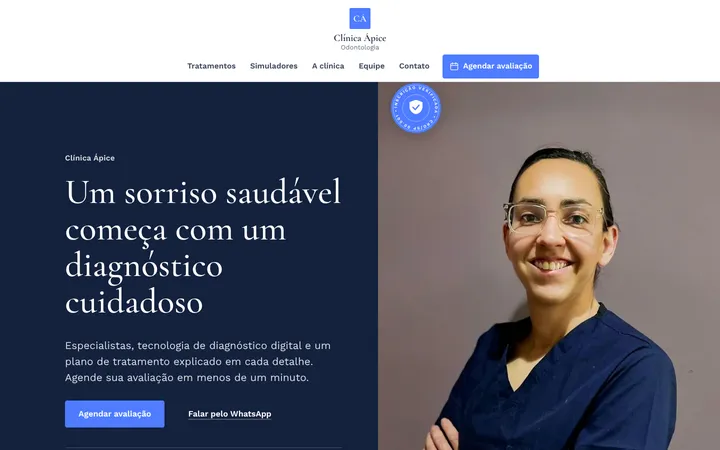 CA
Clínica Ápice
Odontologia
Tratamentos
Simuladores
A clínica
Equipe
Contato
Agendar avaliação
INSCRIÇÃO VERIFICADA
Clínica Ápice
Um sorriso saudável
começa com um
diagnóstico
cuidadoso
Especialistas, tecnologia de diagnóstico digital e um
plano de tratamento explicado em cada detalhe.
Agende sua avaliação em menos de um minuto.
Agendar avaliação
Falar pelo WhatsApp